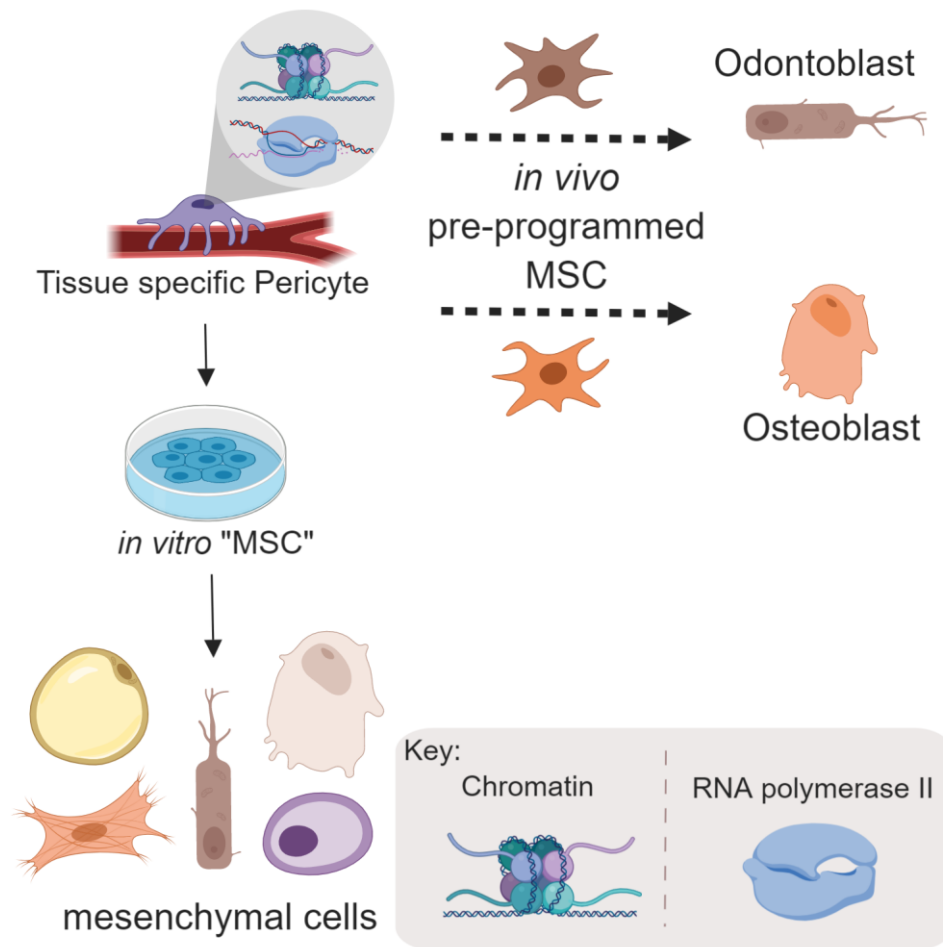 Odontoblast
in vivo
pre-programmed
MSC
Tissue specific Pericyte
Osteoblast
in vitro "MSC"
mesenchymal cells
Key:
Chromatin
RNA polymerase II